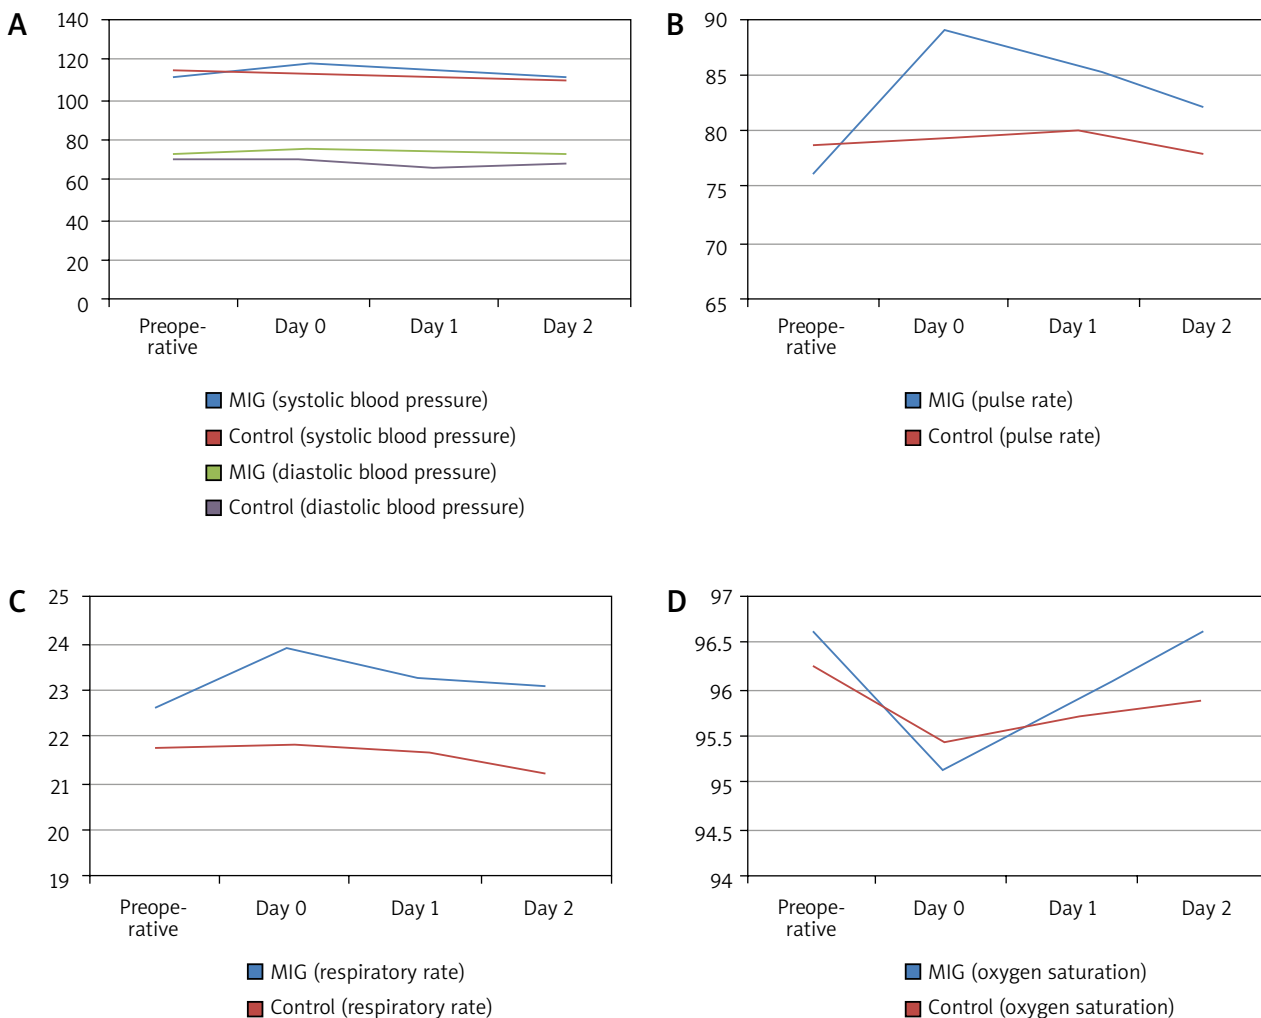 A
140
120
100
80
60
40
20
0
Preope-
rative
Day 0
Day 1
Day 2
MIG (systolic blood pressure)
Control (systolic blood pressure)
MIG (diastolic blood pressure)
Control (diastolic blood pressure)
B
90
85
80
75
70
65
Preope-
rative
Day 0
Day 1
Day 2
MIG (pulse rate)
Control (pulse rate)
C
25
24
23
22
21
20
19
Preope-
rative
Day 0
Day 1
Day 2
MIG (respiratory rate)
Control (respiratory rate)
D
97
96.5
96
95.5
95
94.5
94
Preope-
rative
Day 0
Day 1
Day 2
MIG (oxygen saturation)
Control (oxygen saturation)